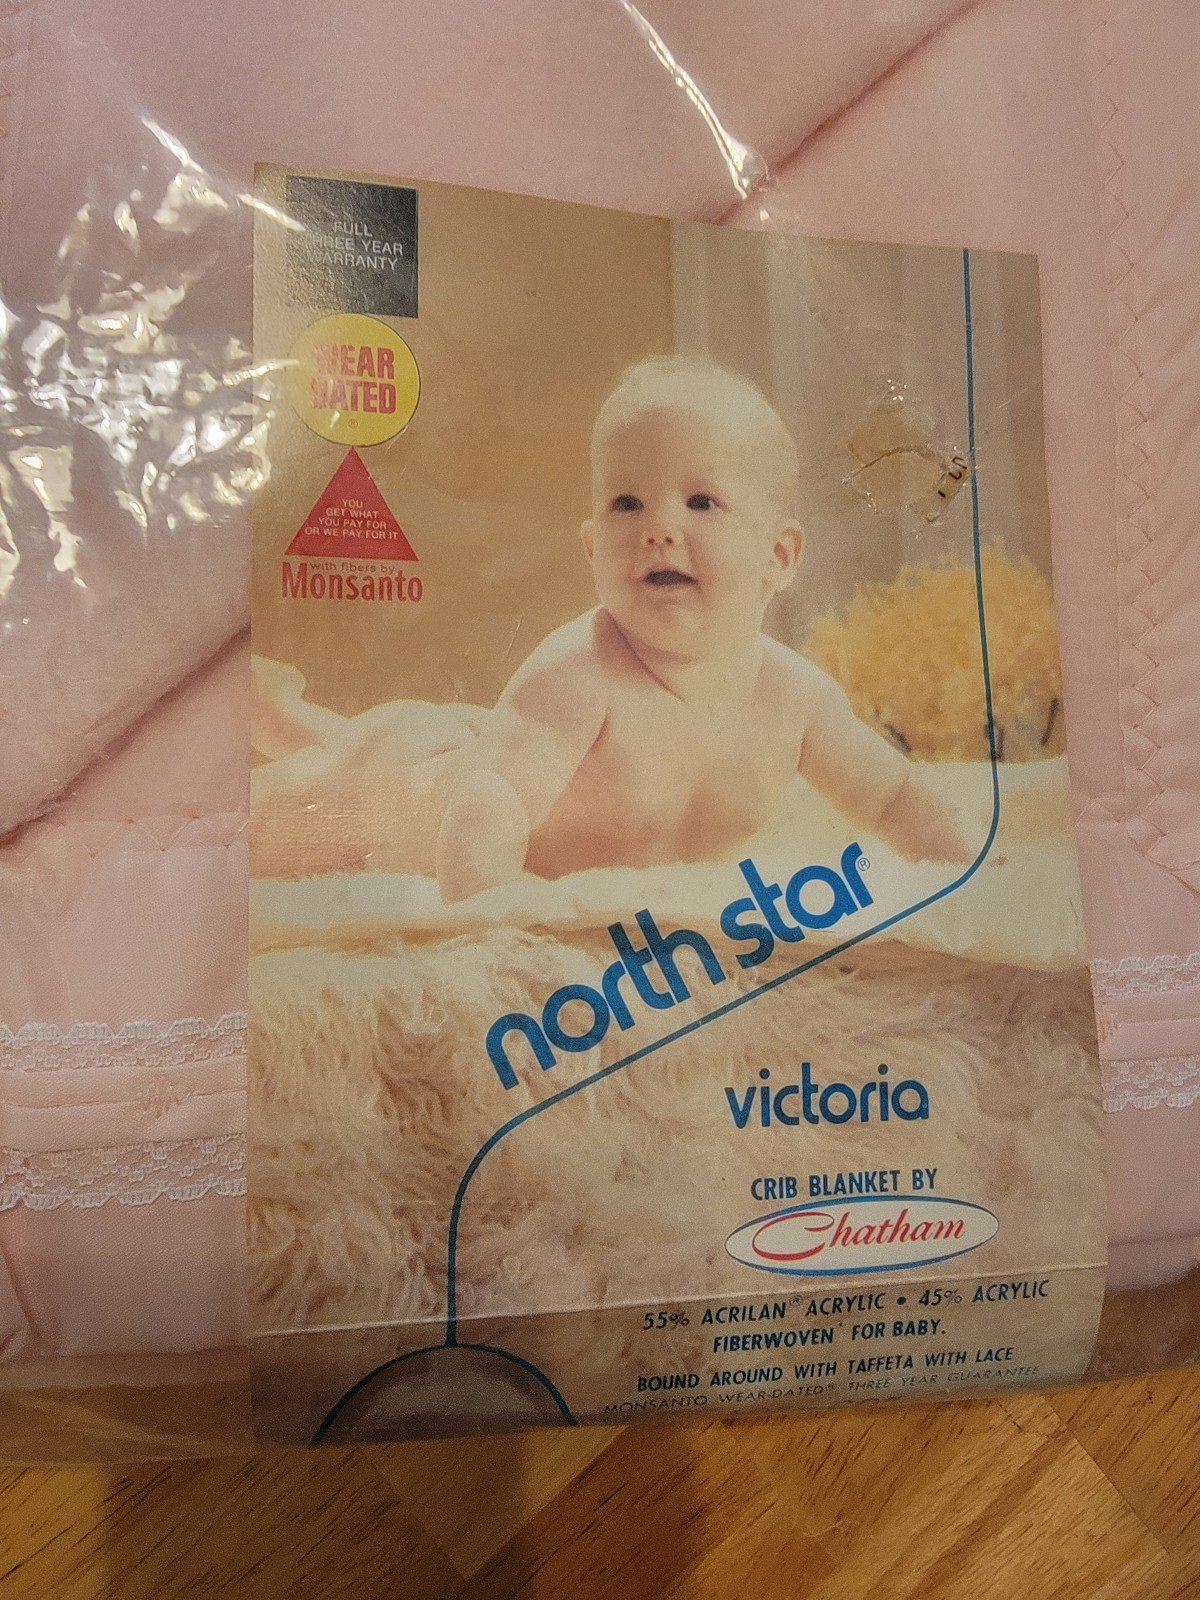 FULL
THREE YEAR
WARRANTY
WEAR
DATED
®
YOU
GET WHAT
YOU PAY FOR
OR WE PAY FOR IT
with fibers by
Monsanto
north star®
victoria
CRIB BLANKET BY
Chatham
55% ACRILAN® ACRYLIC • 45% ACRYLIC
FIBERWOVEN® FOR BABY.
BOUND AROUND WITH TAFFETA WITH LACE
MONSANTO WEAR-DATED® THREE YEAR GUARANTEE